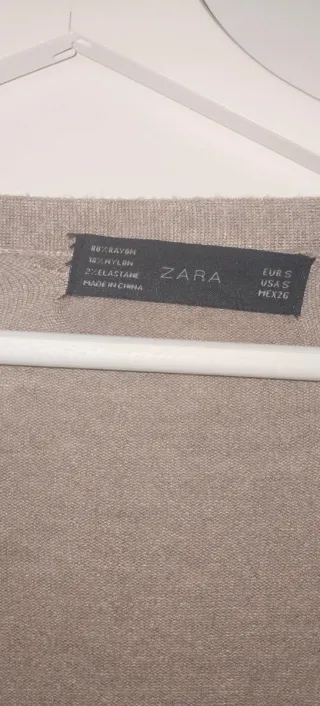 80%RAYON
18%NYLON
2%ELASTANE
MADE IN CHINA
ZARA
EUR S
USA S
MEX 26